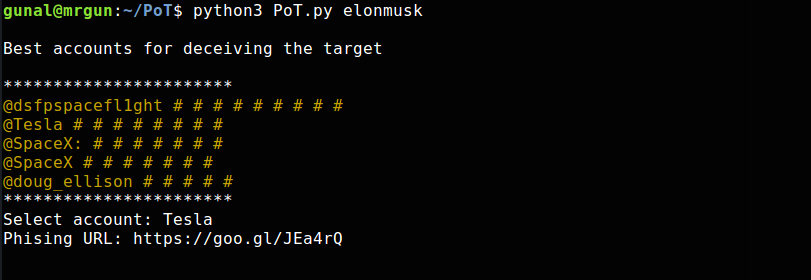 gunal@mrgun:~/PoT$ python3 PoT.py elonmusk
Best accounts for deceiving the target
***********************
@dsfpspacefl1ght # # # # # # # # #
@Tesla # # # # # # # #
@SpaceX: # # # # # # #
@SpaceX # # # # # # #
@doug_ellison # # # # #
***********************
Select account: Tesla
Phising URL: https://goo.gl/JEa4rQ